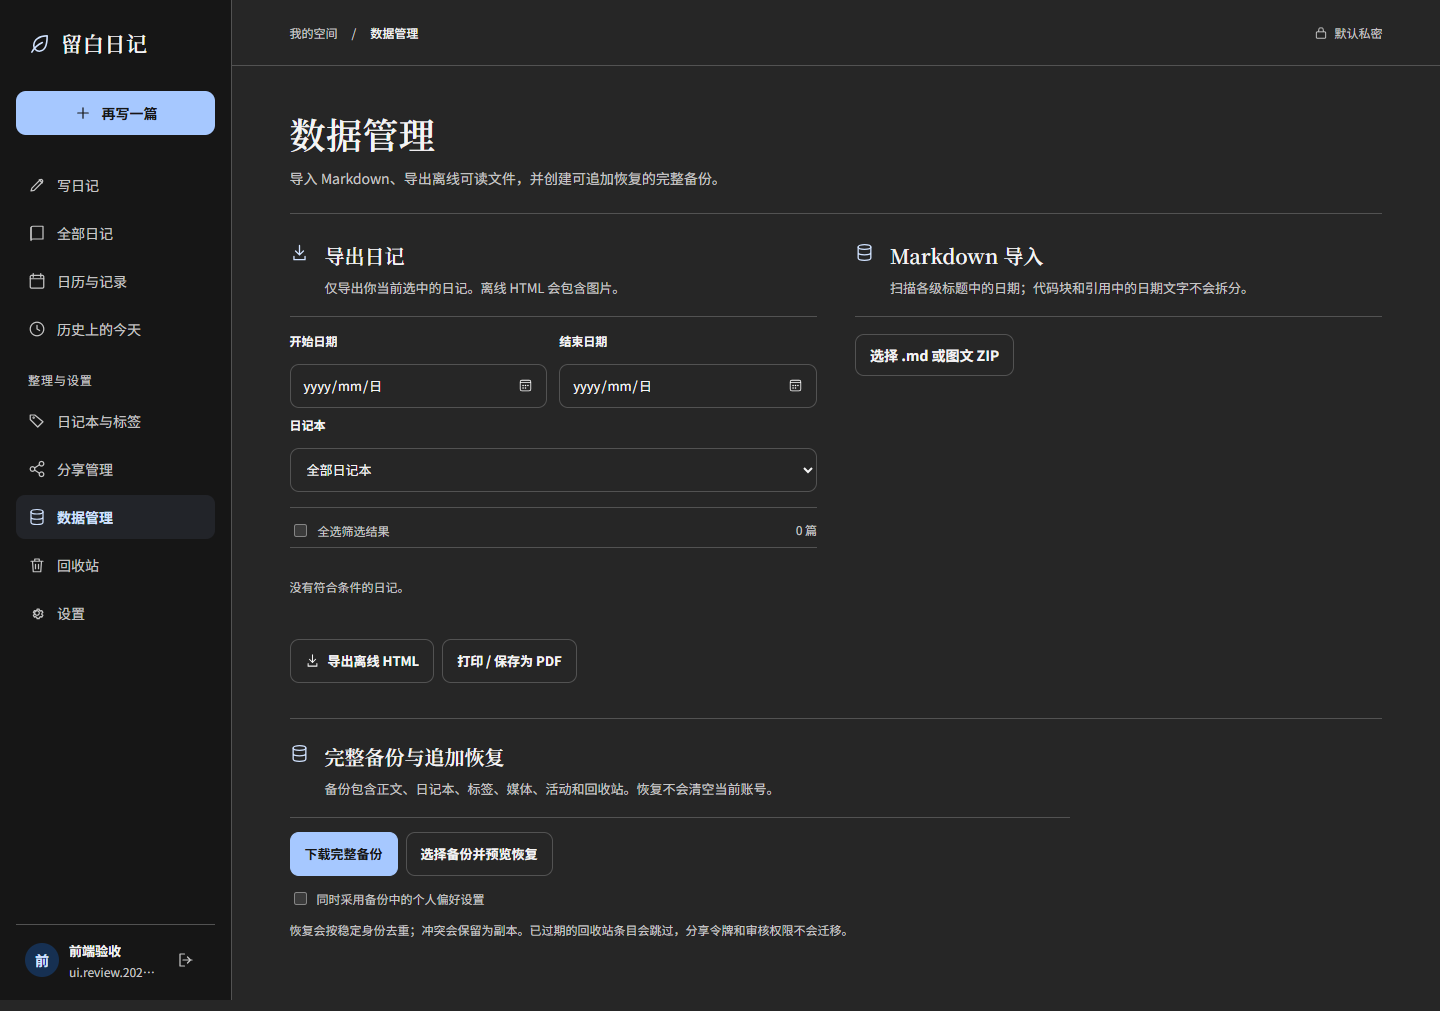 留白日记
再写一篇
写日记
全部日记
日历与记录
历史上的今天
整理与设置
日记本与标签
分享管理
数据管理
回收站
设置
前
前端验收
ui.review.202…
我的空间 / 数据管理
默认私密
数据管理
导入 Markdown、导出离线可读文件，并创建可追加恢复的完整备份。
导出日记
仅导出你当前选中的日记。离线 HTML 会包含图片。
开始日期
结束日期
yyyy/mm/日
yyyy/mm/日
日记本
全部日记本
全选筛选结果
0 篇
没有符合条件的日记。
导出离线 HTML
打印 / 保存为 PDF
Markdown 导入
扫描各级标题中的日期；代码块和引用中的日期文字不会拆分。
选择 .md 或图文 ZIP
完整备份与追加恢复
备份包含正文、日记本、标签、媒体、活动和回收站。恢复不会清空当前账号。
下载完整备份
选择备份并预览恢复
同时采用备份中的个人偏好设置
恢复会按稳定身份去重；冲突会保留为副本。已过期的回收站条目会跳过，分享令牌和审核权限不会迁移。